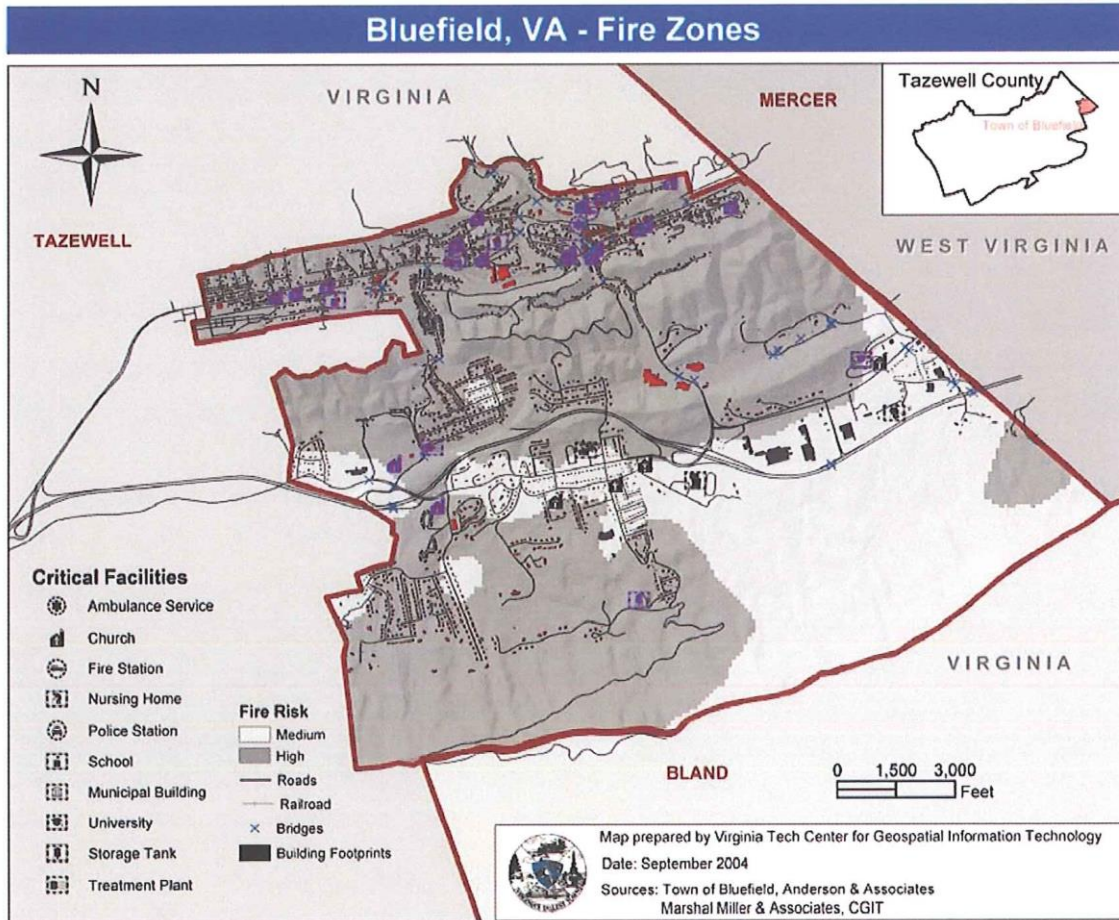 Bluefield, VA - Fire Zones
N
VIRGINIA
MERCER
Tazewell County
Town of Bluefield
TAZEWELL
WEST VIRGINIA
Critical Facilities
Ambulance Service
Church
Fire Station
Nursing Home
Police Station
School
Municipal Building
University
Storage Tank
Treatment Plant
Fire Risk
Medium
High
Roads
Railroad
Bridges
Building Footprints
VIRGINIA
BLAND
0 1,500 3,000
Feet
Map prepared by Virginia Tech Center for Geospatial Information Technology
Date: September 2004
Sources: Town of Bluefield, Anderson & Associates
Marshal Miller & Associates, CGIT